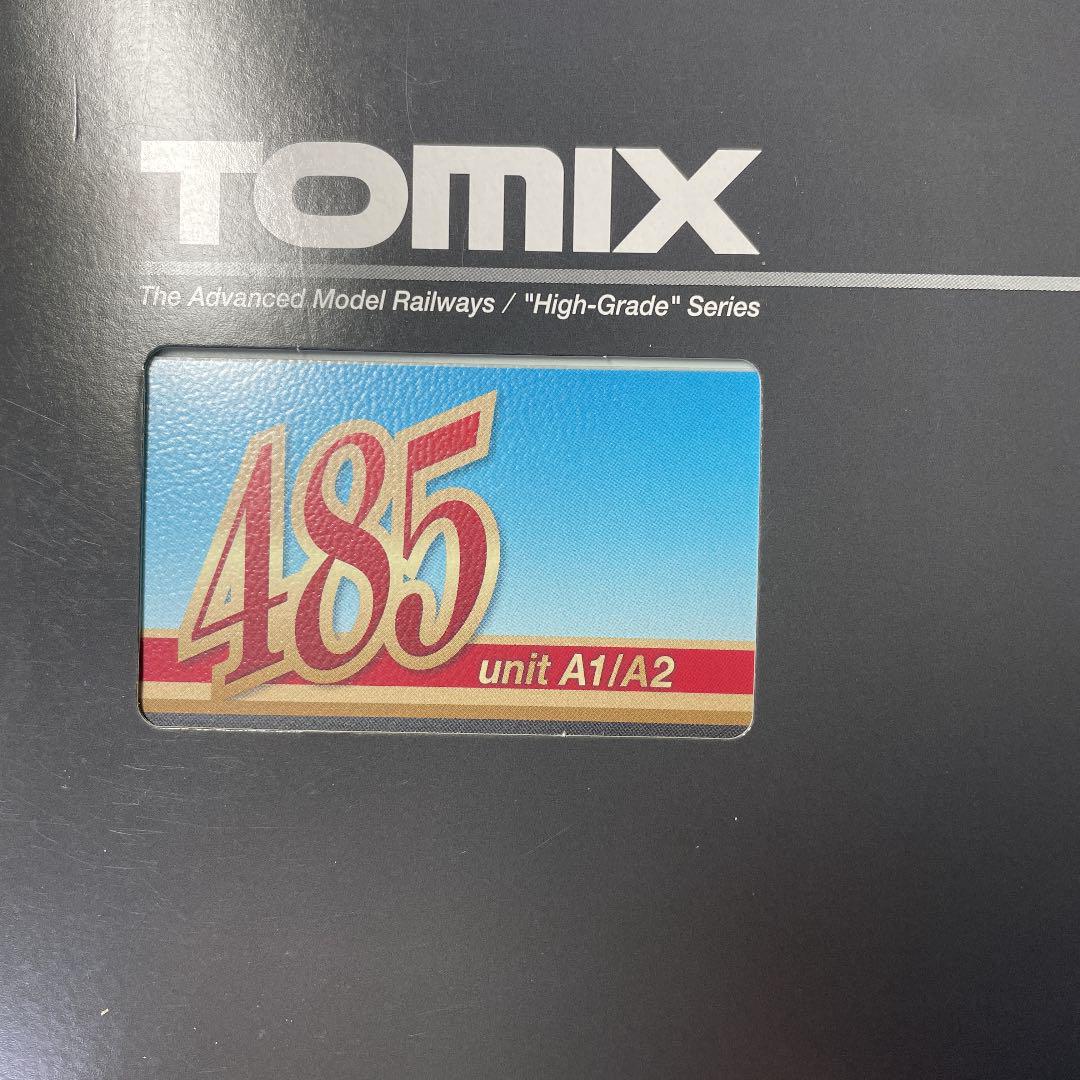 TOMIX
The Advanced Model Railways / "High-Grade" Series
485
unit A1/A2